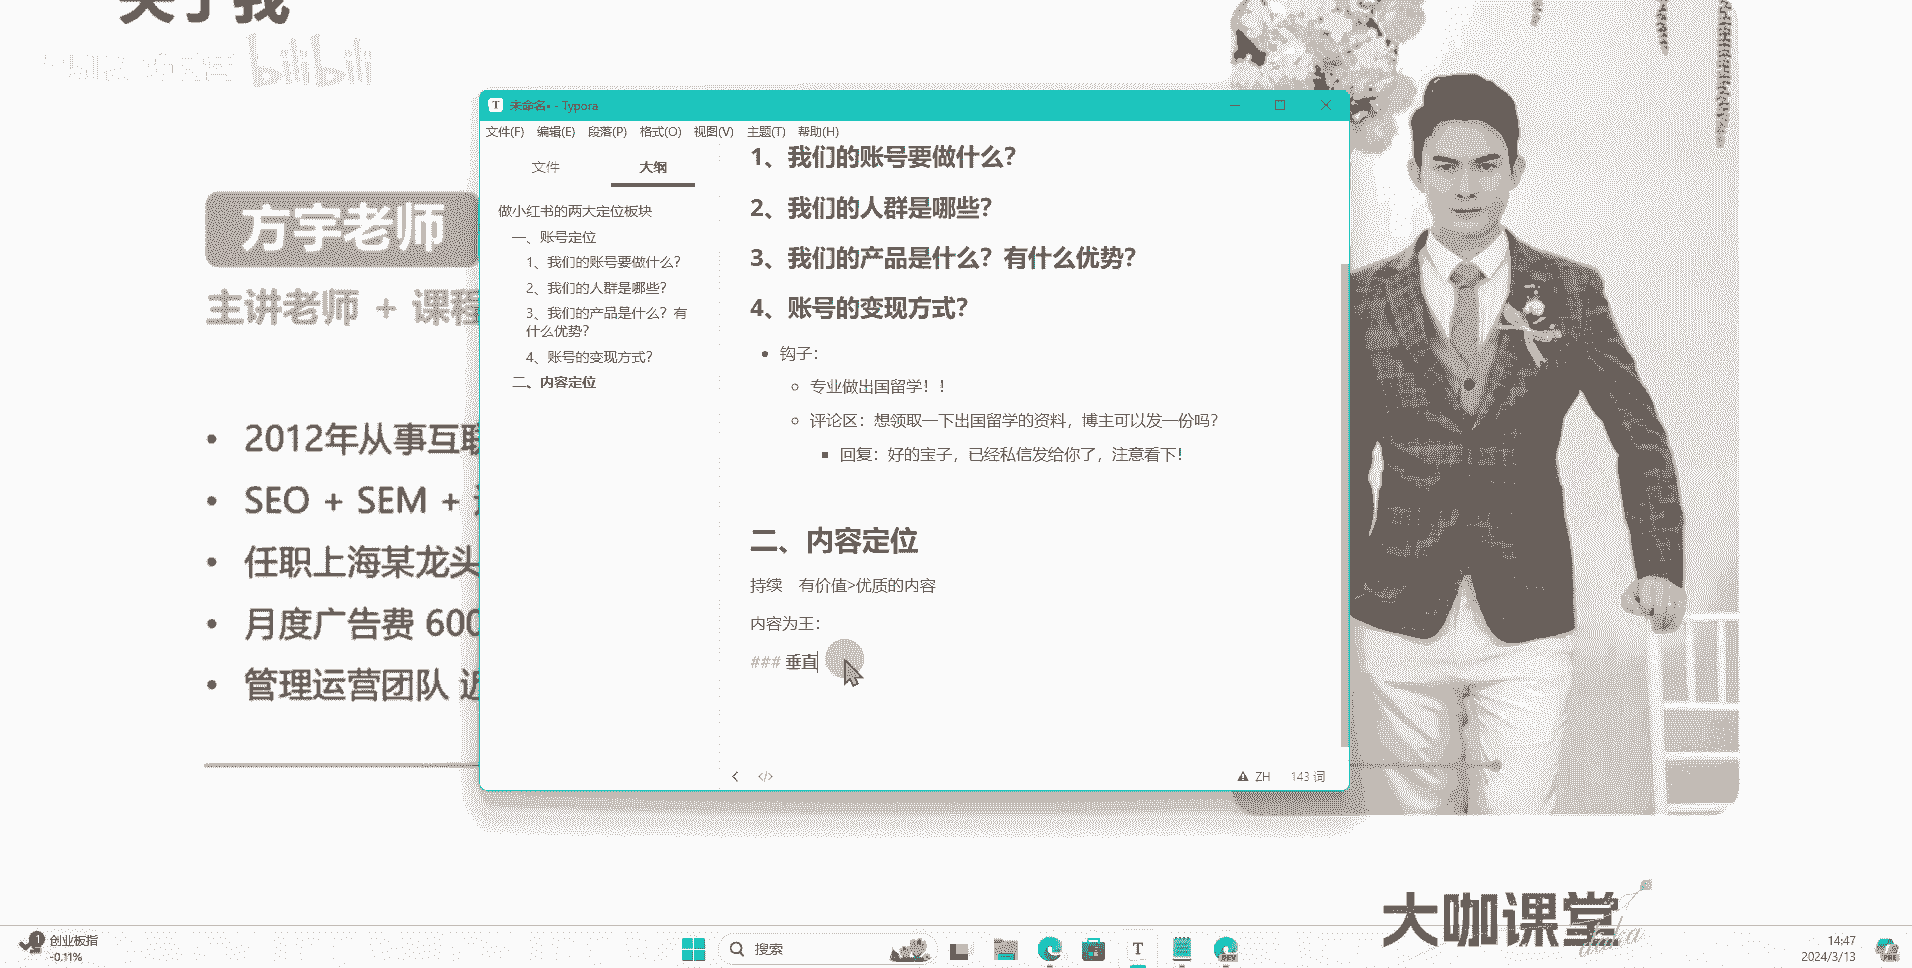 关于我
bilibili
方宇老师
主讲老师 + 课程
• 2012年从事互联
• SEO + SEM +
• 任职上海某龙头
• 月度广告费 600
• 管理运营团队 近
未命名• - Typora
文件(F) 编辑(E) 段落(P) 格式(O) 视图(V) 主题(T) 帮助(H)
文件 大纲
做小红书的两大定位板块
一、账号定位
1、我们的账号要做什么？
2、我们的人群是哪些？
3、我们的产品是什么？有
什么优势？
4、账号的变现方式？
二、内容定位
1、我们的账号要做什么？
2、我们的人群是哪些？
3、我们的产品是什么？有什么优势？
4、账号的变现方式？
• 钩子：
○ 专业做出国留学！！
○ 评论区：想领取一下出国留学的资料，博主可以发一份吗？
▪ 回复：好的宝子，已经私信发给你了，注意看下！
二、内容定位
持续 有价值>优质的内容
内容为王：
### 垂直
</> ZH 143 词
大咖课堂
daka
1 创业板指
-0.11%
搜索
T
DEV
14:47
2024/3/13
PRE